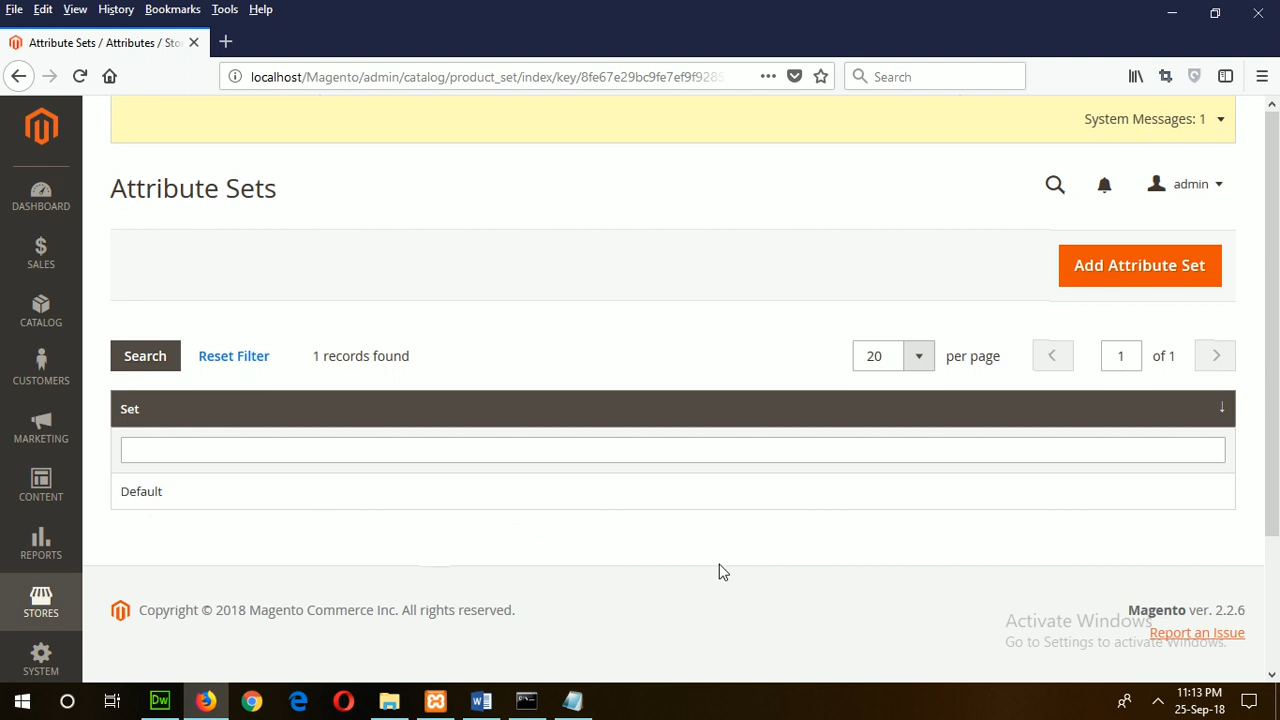 File Edit View History Bookmarks Tools Help
Attribute Sets / Attributes / Sto
localhost/Magento/admin/catalog/product_set/index/key/8fe67e29bc9fe7ef9f9285
Search
System Messages: 1
Attribute Sets
admin
DASHBOARD
SALES
CATALOG
CUSTOMERS
MARKETING
CONTENT
REPORTS
STORES
SYSTEM
Add Attribute Set
Search Reset Filter 1 records found 20 per page 1 of 1
Set
Default
Copyright © 2018 Magento Commerce Inc. All rights reserved.
Magento ver. 2.2.6
Report an Issue
Activate Windows
Go to Settings to activate Windows.
Dw
11:13 PM
25-Sep-18